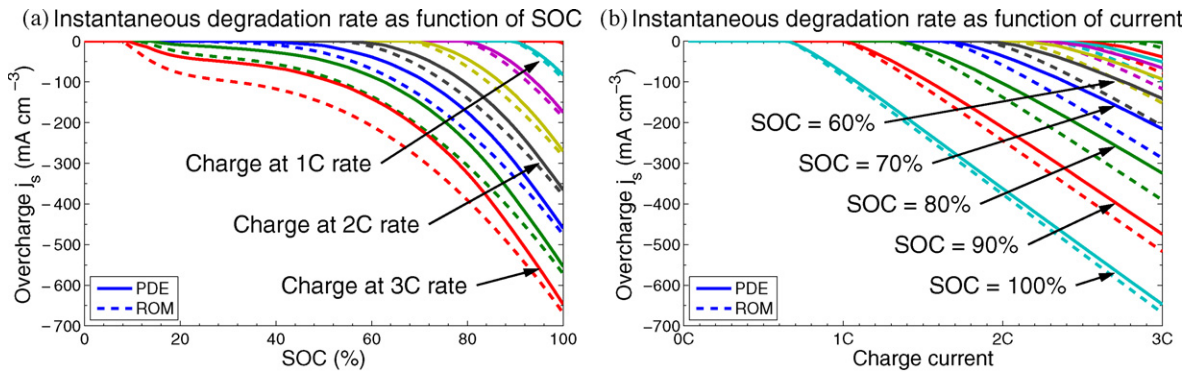 (a) Instantaneous degradation rate as function of SOC
Overcharge j_s (mA cm⁻³)
0
−100
−200
−300
−400
−500
−600
−700
Charge at 1C rate
Charge at 2C rate
Charge at 3C rate
PDE
ROM
0 20 40 60 80 100
SOC (%)
(b) Instantaneous degradation rate as function of current
Overcharge j_s (mA cm⁻³)
0
−100
−200
−300
−400
−500
−600
−700
SOC = 60%
SOC = 70%
SOC = 80%
SOC = 90%
SOC = 100%
PDE
ROM
0C 1C 2C 3C
Charge current